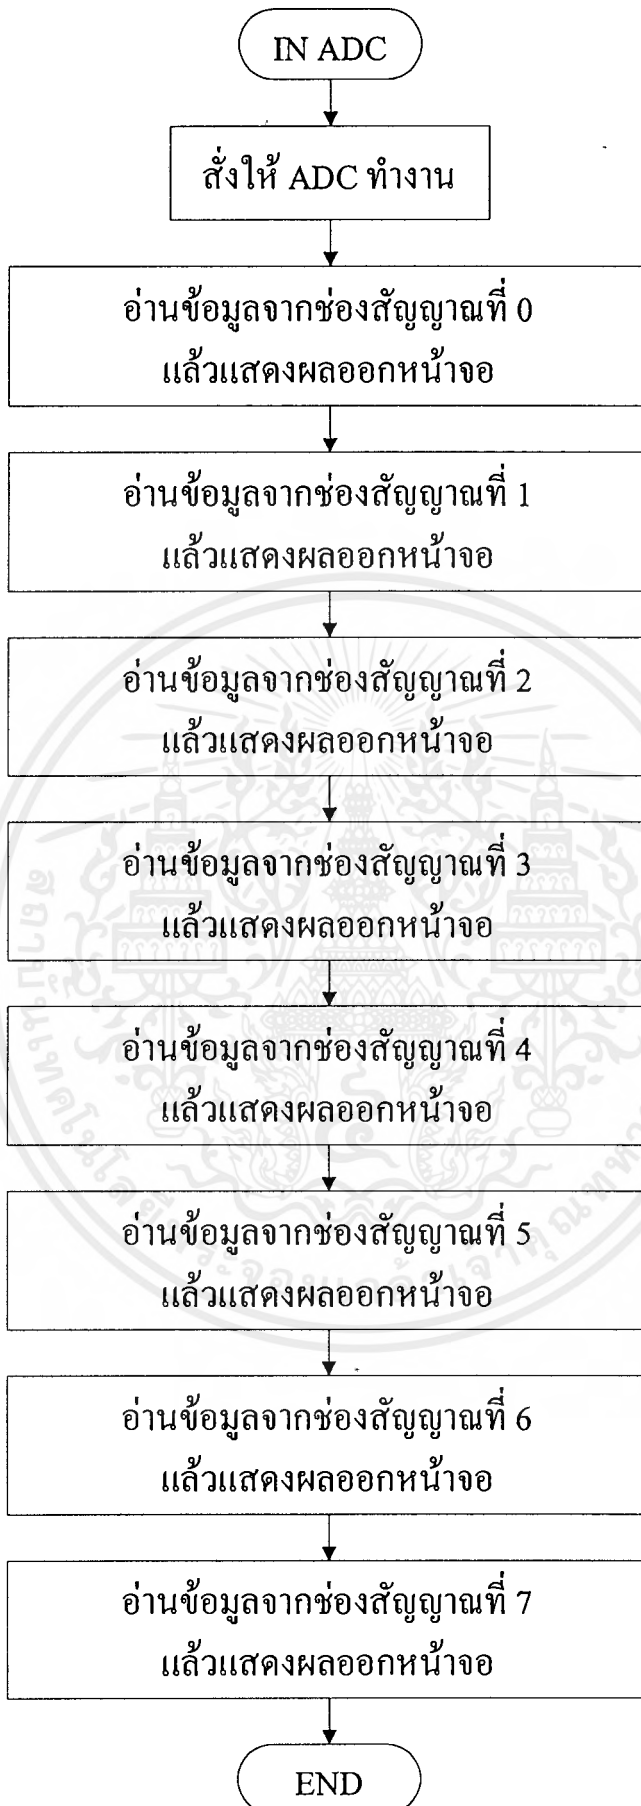 IN ADC
สั่งให้ ADC ทำงาน
อ่านข้อมูลจากช่องสัญญาณที่ 0
แล้วแสดงผลออกหน้าจอ
อ่านข้อมูลจากช่องสัญญาณที่ 1
แล้วแสดงผลออกหน้าจอ
อ่านข้อมูลจากช่องสัญญาณที่ 2
แล้วแสดงผลออกหน้าจอ
อ่านข้อมูลจากช่องสัญญาณที่ 3
แล้วแสดงผลออกหน้าจอ
อ่านข้อมูลจากช่องสัญญาณที่ 4
แล้วแสดงผลออกหน้าจอ
อ่านข้อมูลจากช่องสัญญาณที่ 5
แล้วแสดงผลออกหน้าจอ
อ่านข้อมูลจากช่องสัญญาณที่ 6
แล้วแสดงผลออกหน้าจอ
อ่านข้อมูลจากช่องสัญญาณที่ 7
แล้วแสดงผลออกหน้าจอ
END